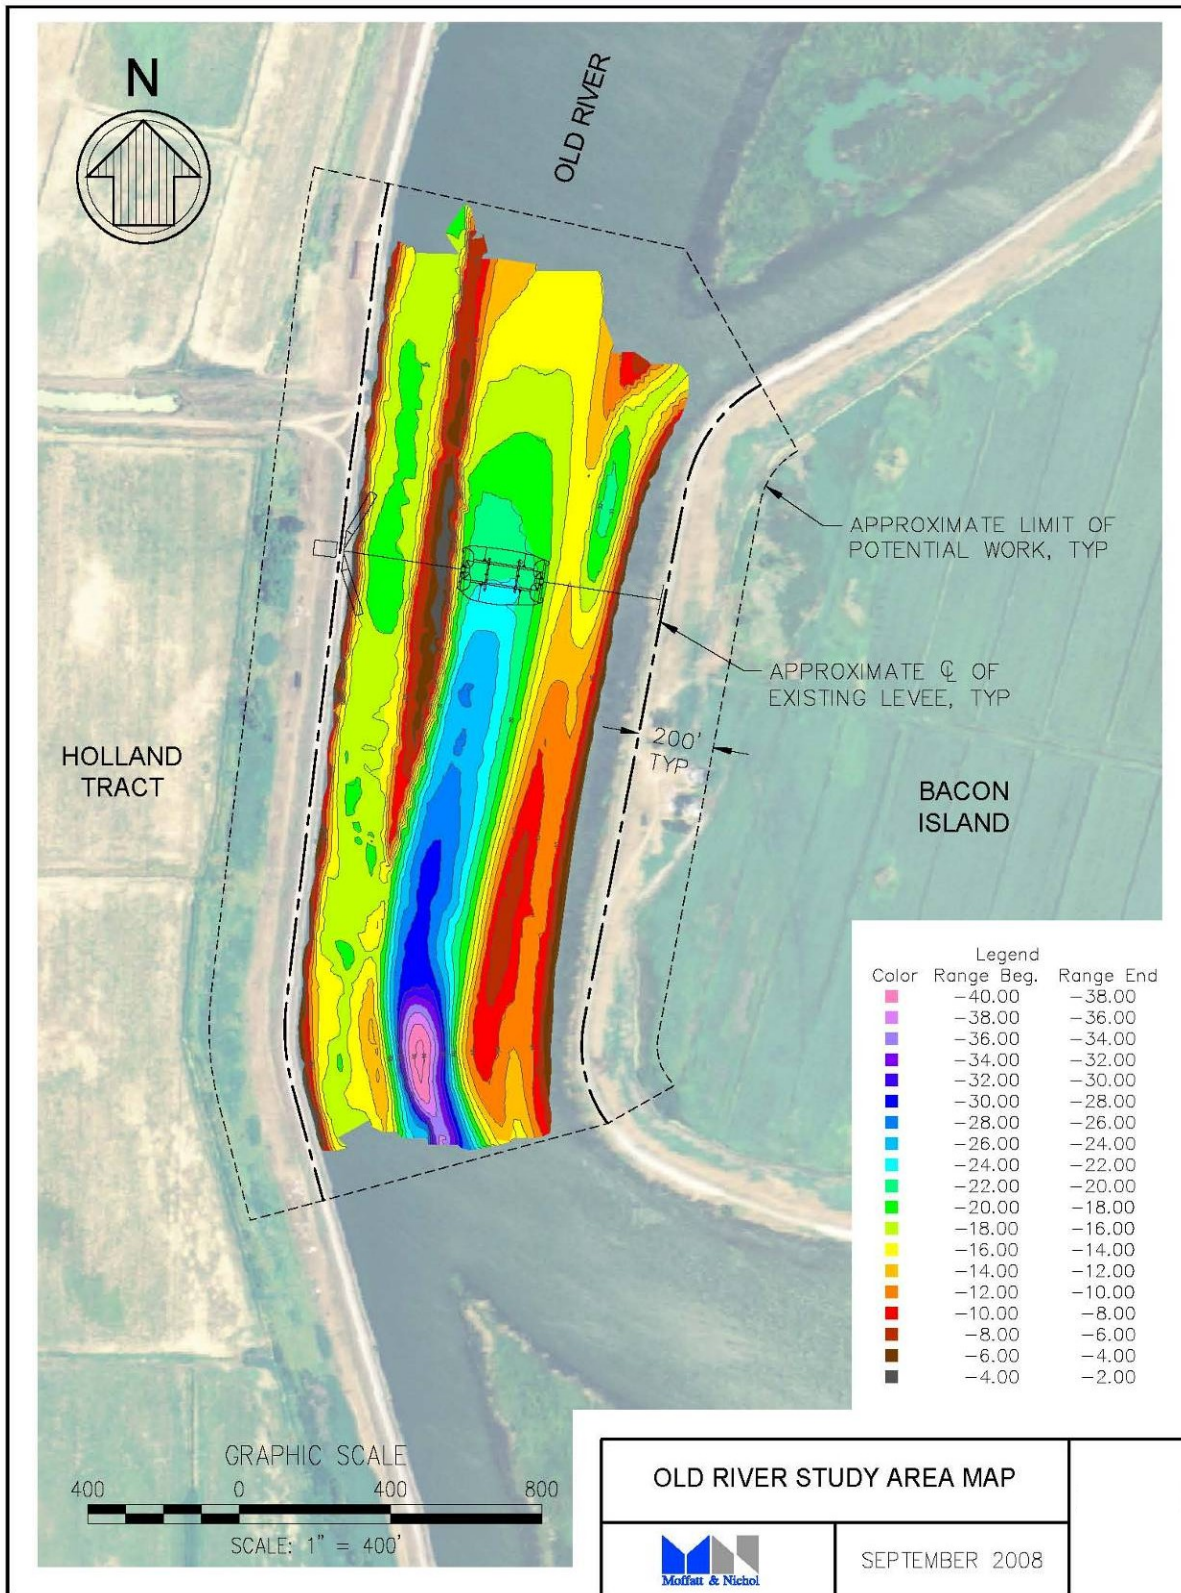 N
OLD RIVER
APPROXIMATE LIMIT OF
POTENTIAL WORK, TYP
APPROXIMATE ℄ OF
EXISTING LEVEE, TYP
200'
TYP
HOLLAND
TRACT
BACON
ISLAND
Legend
Color Range Beg. Range End
-40.00 -38.00
-38.00 -36.00
-36.00 -34.00
-34.00 -32.00
-32.00 -30.00
-30.00 -28.00
-28.00 -26.00
-26.00 -24.00
-24.00 -22.00
-22.00 -20.00
-20.00 -18.00
-18.00 -16.00
-16.00 -14.00
-14.00 -12.00
-12.00 -10.00
-10.00 -8.00
-8.00 -6.00
-6.00 -4.00
-4.00 -2.00
GRAPHIC SCALE
400 0 400 800
SCALE: 1" = 400'
OLD RIVER STUDY AREA MAP
Moffatt & Nichol
SEPTEMBER 2008